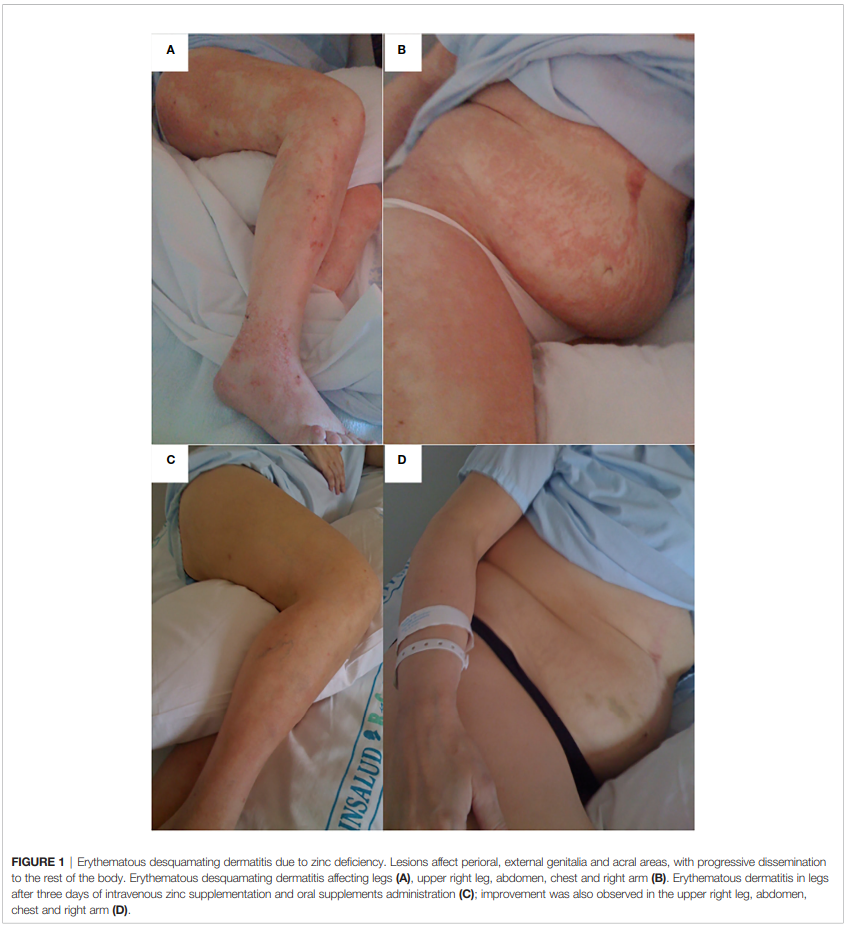 A
B
C
D
INSALUD
FIGURE 1 | Erythematous desquamating dermatitis due to zinc deficiency. Lesions affect perioral, external genitalia and acral areas, with progressive dissemination
to the rest of the body. Erythematous desquamating dermatitis affecting legs (A), upper right leg, abdomen, chest and right arm (B). Erythematous dermatitis in legs
after three days of intravenous zinc supplementation and oral supplements administration (C); improvement was also observed in the upper right leg, abdomen,
chest and right arm (D).